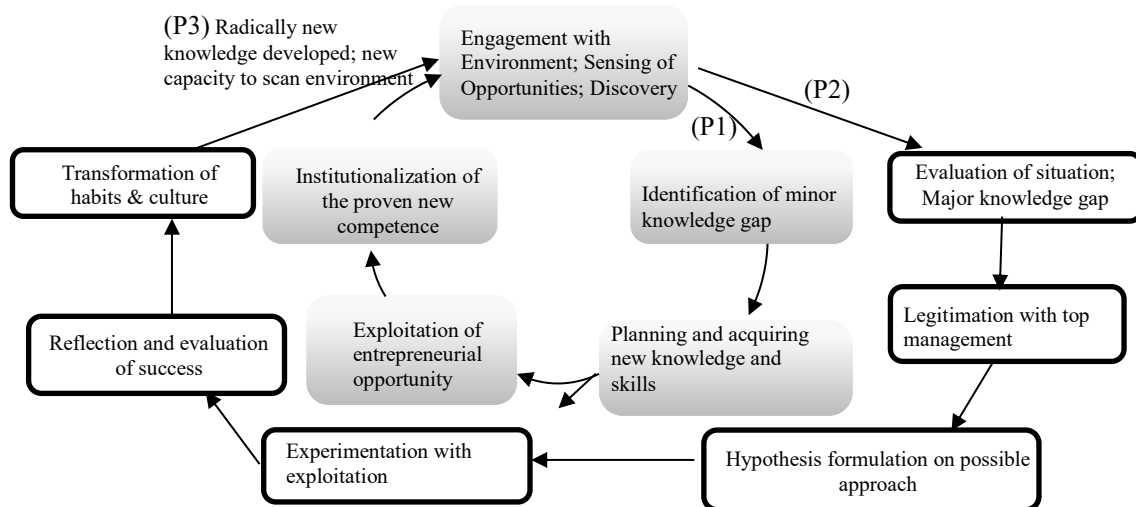 (P3) Radically new
knowledge developed; new
capacity to scan environment
Engagement with
Environment; Sensing of
Opportunities; Discovery
(P2)
(P1)
Transformation of
habits & culture
Institutionalization of
the proven new
competence
Identification of minor
knowledge gap
Evaluation of situation;
Major knowledge gap
Reflection and evaluation
of success
Exploitation of
entrepreneurial
opportunity
Planning and acquiring
new knowledge and
skills
Legitimation with top
management
Experimentation with
exploitation
Hypothesis formulation on possible
approach